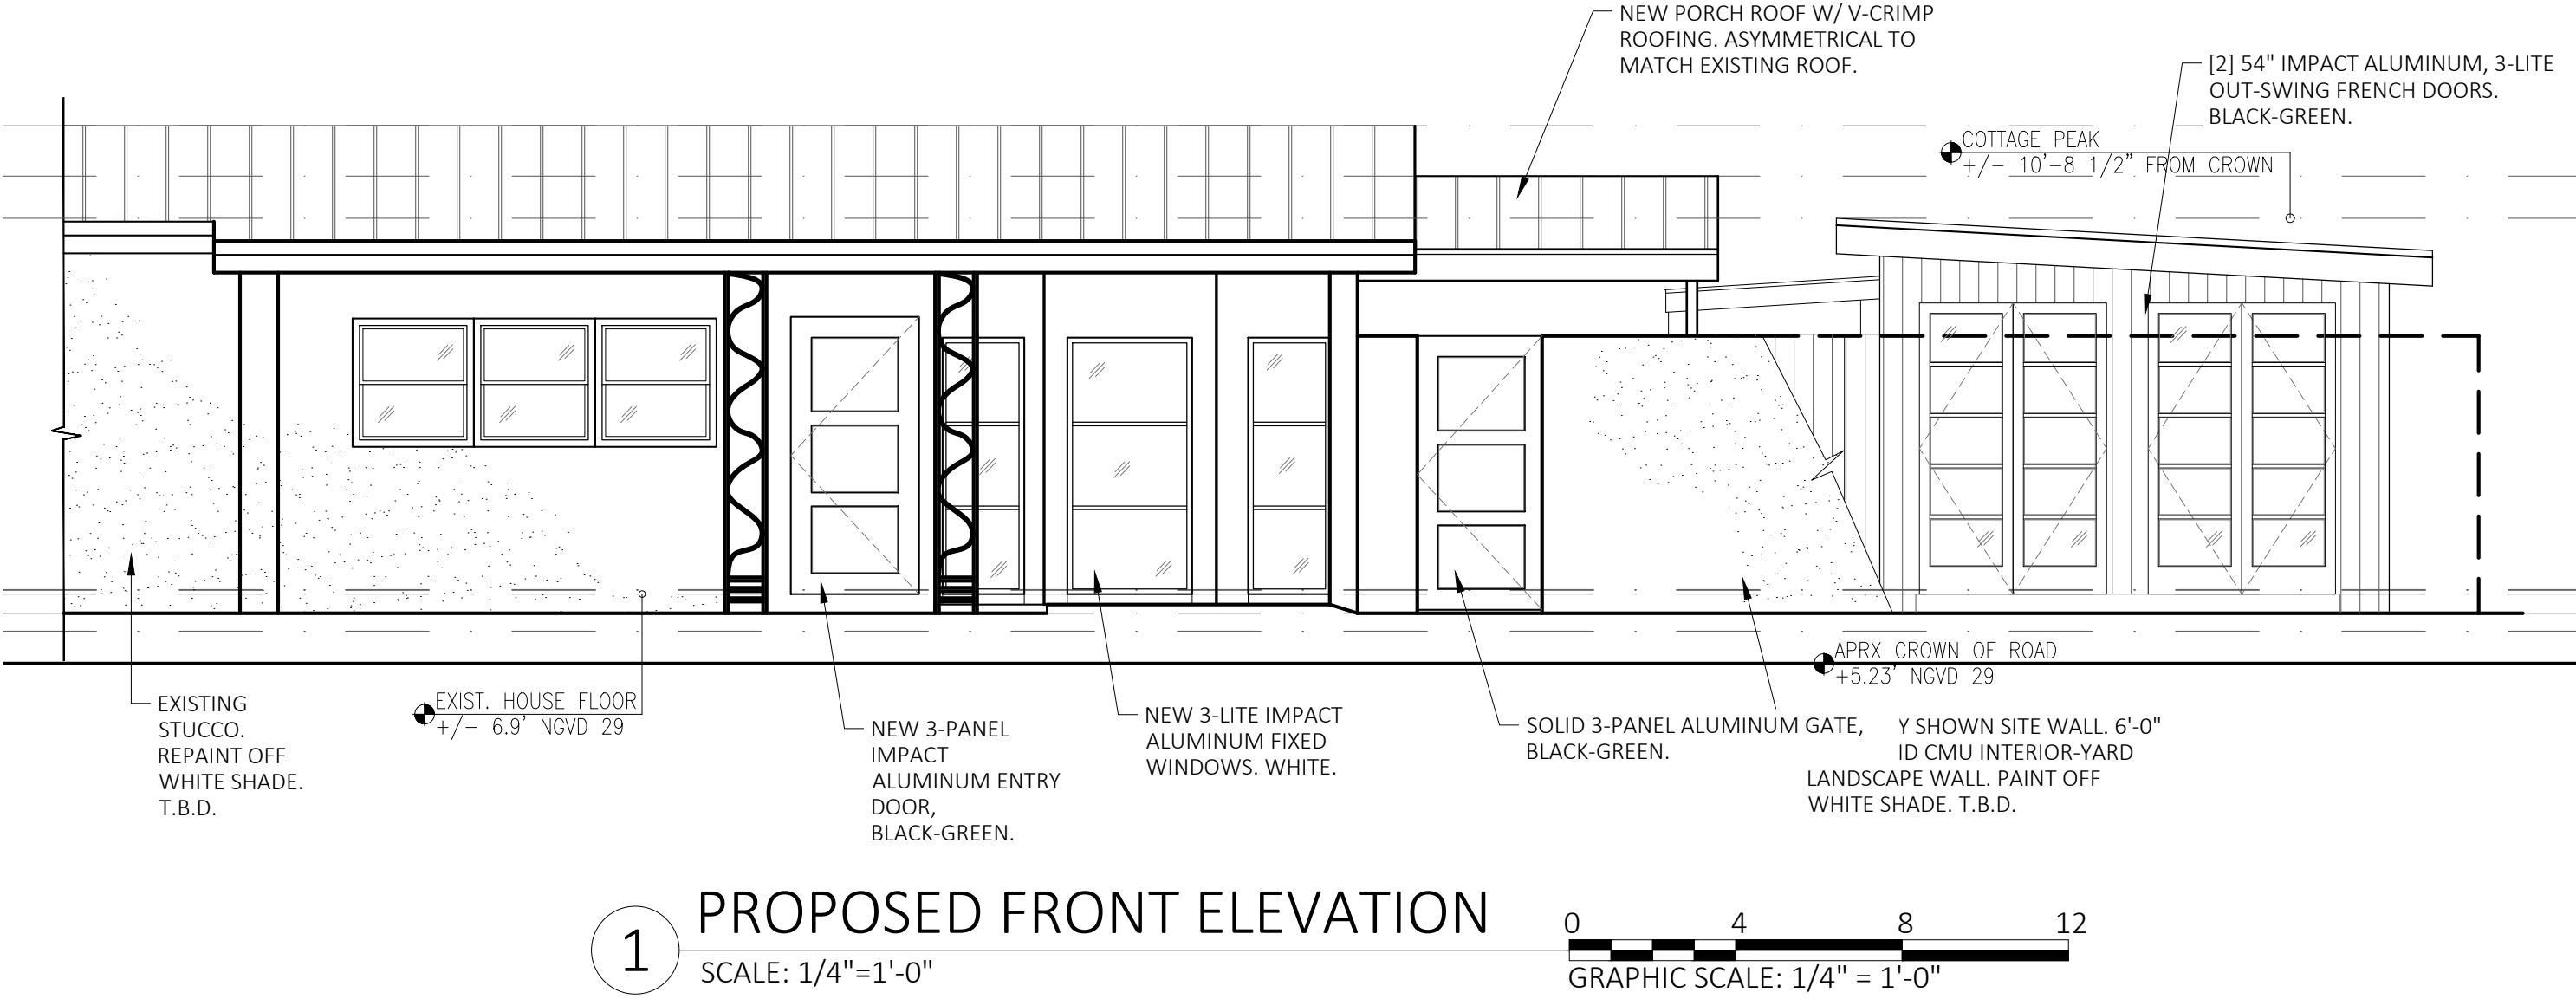 NEW PORCH ROOF W/ V-CRIMP
ROOFING. ASYMMETRICAL TO
MATCH EXISTING ROOF.
[2] 54" IMPACT ALUMINUM, 3-LITE
OUT-SWING FRENCH DOORS.
BLACK-GREEN.
COTTAGE PEAK
+/- 10'-8 1/2" FROM CROWN
APRX CROWN OF ROAD
+5.23' NGVD 29
EXISTING
STUCCO.
REPAINT OFF
WHITE SHADE.
T.B.D.
EXIST. HOUSE FLOOR
+/- 6.9' NGVD 29
NEW 3-PANEL
IMPACT
ALUMINUM ENTRY
DOOR,
BLACK-GREEN.
NEW 3-LITE IMPACT
ALUMINUM FIXED
WINDOWS. WHITE.
SOLID 3-PANEL ALUMINUM GATE,
BLACK-GREEN.
Y SHOWN SITE WALL. 6'-0"
ID CMU INTERIOR-YARD
LANDSCAPE WALL. PAINT OFF
WHITE SHADE. T.B.D.
1
PROPOSED FRONT ELEVATION
SCALE: 1/4"=1'-0"
0 4 8 12
GRAPHIC SCALE: 1/4" = 1'-0"